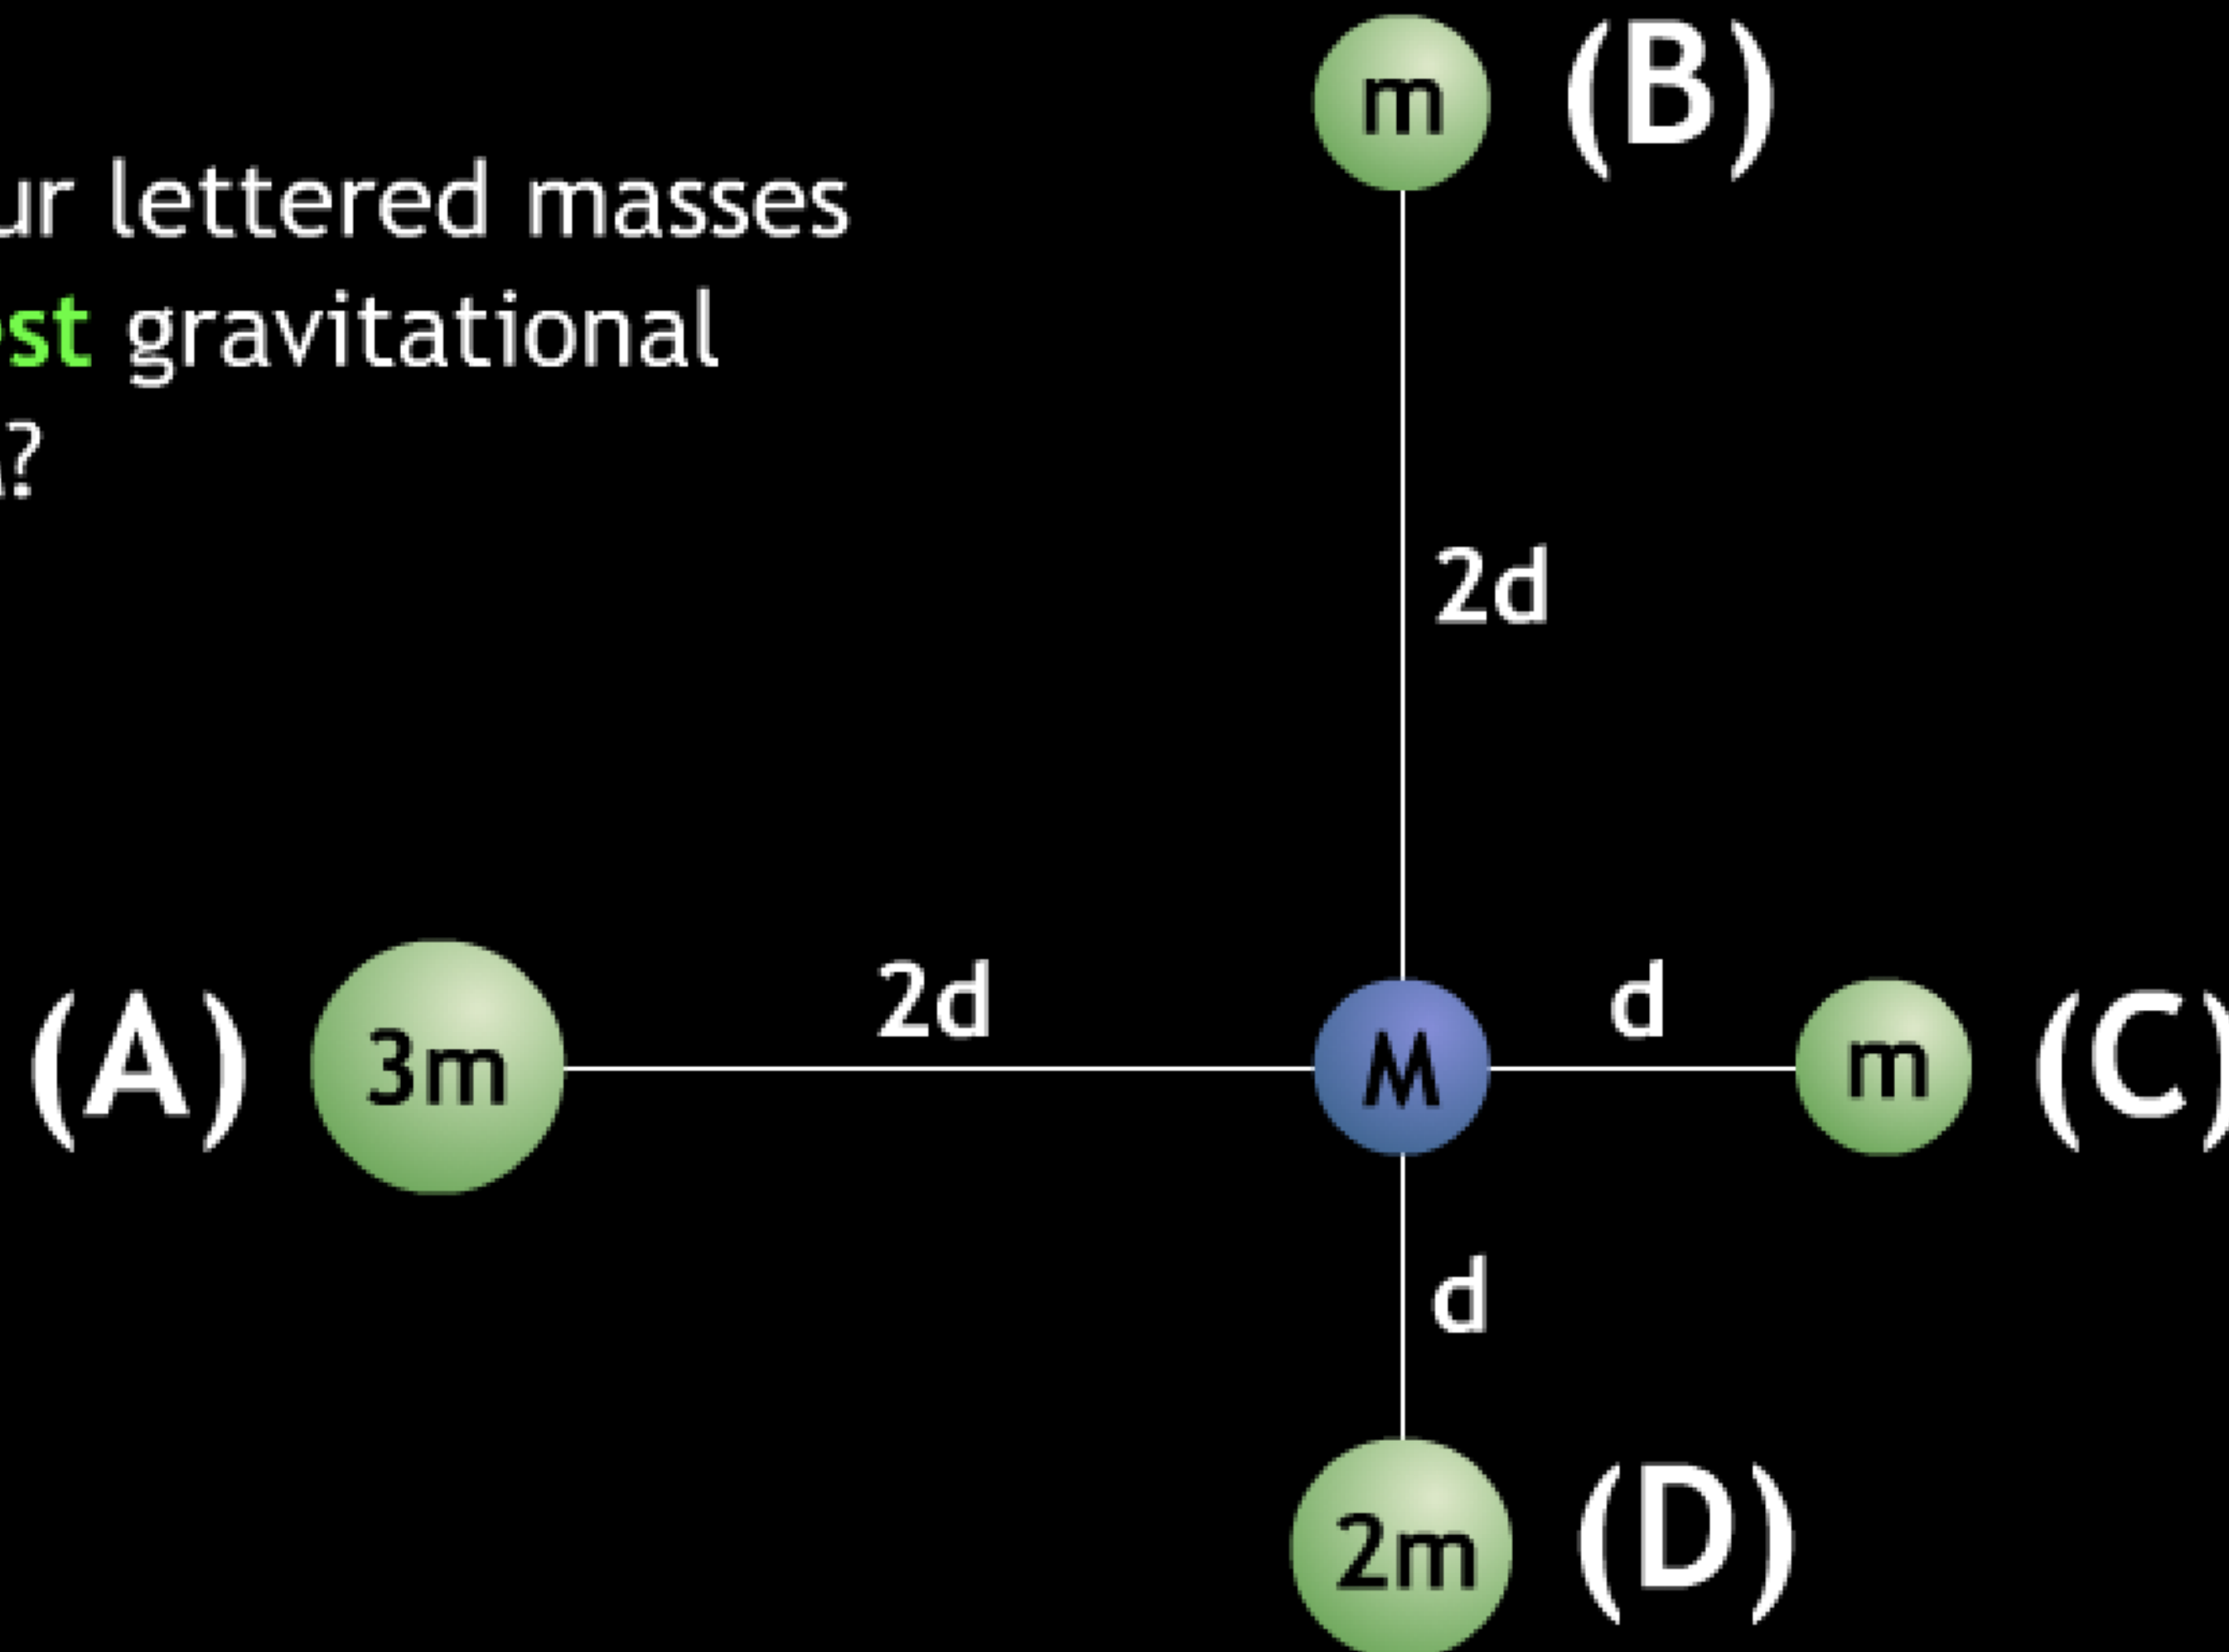 m (B)
ur lettered masses
st gravitational
?
2d
2d d
(A) 3m M m (C)
d
2m (D)